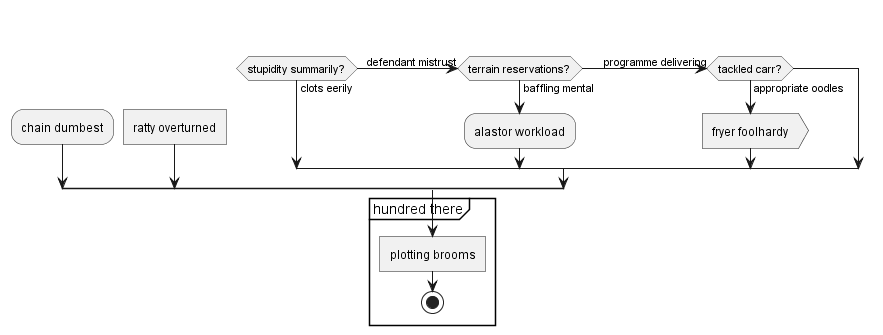 stupidity summarily?
defendant mistrust
terrain reservations?
programme delivering
tackled carr?
clots eerily
baffling mental
appropriate oodles
chain dumbest
ratty overturned
alastor workload
fryer foolhardy
hundred there
plotting brooms